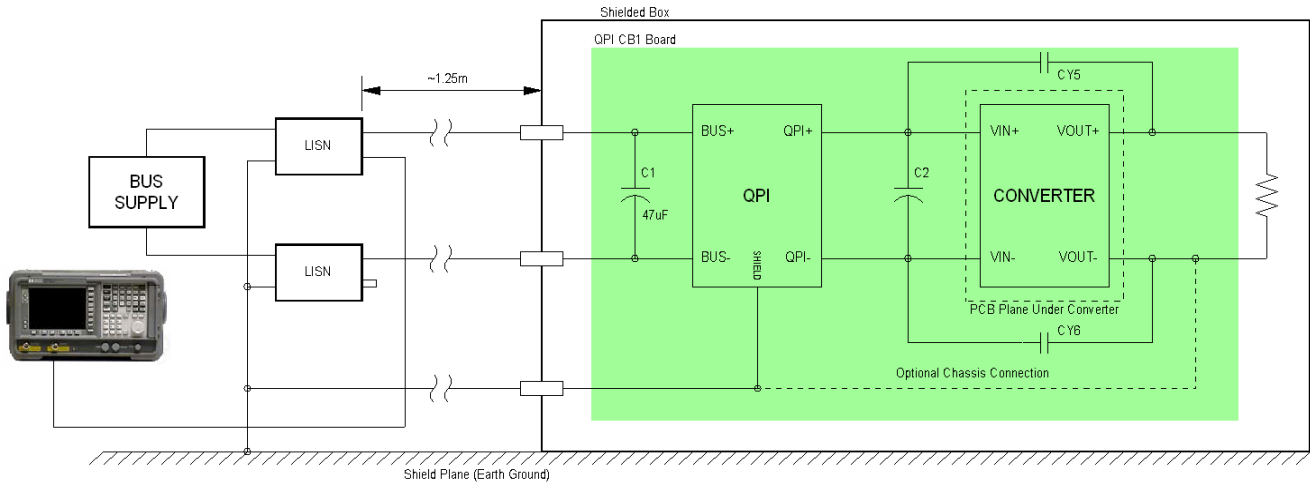 Shielded Box
QPI CB1 Board
~1.25m
CY5
LISN
BUS+
QPI+
VIN+
VOUT+
BUS
SUPPLY
C1
47uF
QPI
C2
CONVERTER
LISN
BUS-
SHIELD
QPI-
VIN-
VOUT-
PCB Plane Under Converter
CY6
Optional Chassis Connection
Shield Plane (Earth Ground)